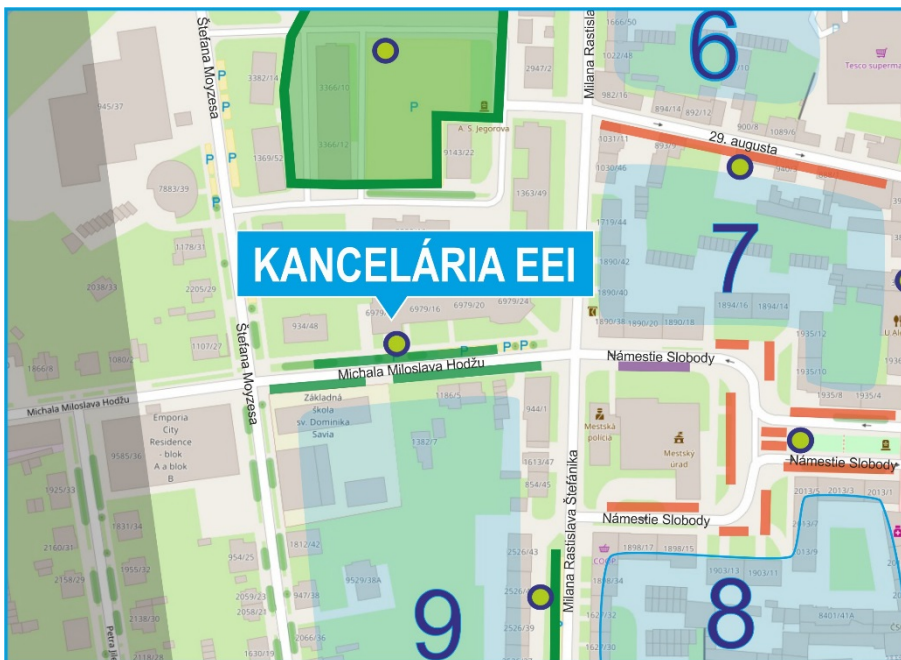 1666/50
6
1022/48
Štefana Moyzesa
Milana Rastisl
Tesco superma
3382/14
3366/10
2947/2
982/16
945/37
P
894/14
892/12
900/8
1089/6
A. S. Jegorova
29. augusta
1031/11
893/9
1369/52
3366/12
9143/22
1030/46
7883/39
1363/49
1719/44
7
1178/31
KANCELÁRIA EEI
1890/42
2038/33
2205/29
1890/40
1894/16
1894/14
6979/16
6979/20
6979/24
934/48
1890/38
1890/20
1890/18
1935/12
1107/27
1080/2
1866/8
P
P
P
Námestie Slobody
1935/10
Michala Miloslava Hodžu
Štefana Moyzesa
Michala Miloslava Hodžu
1186/5
944/1
1935/8
1935/4
Základná
škola
sv. Dominika
Savia
Emporia
City
Residence
- blok
A a blok
B
Mestská
polícia
1382/7
Mestský
úrad
9585/36
1613/47
Námestie Slobody
854/45
1925/33
2013/5
2013/3
2013/1
1831/34
Milana Rastislava Štefánika
Námestie Slobody
2013/7
1812/42
2160/31
954/25
2526/43
1898/17
1898/15
2013/9
1955/32
COOP
2158/29
9529/38A
1898/34
1903/13
1903/11
2059/23
947/38
2058/21
8
2138/30
9
1627/32
8401/41A
2066/36
2526/39
1627/30
2118/28
1630/19